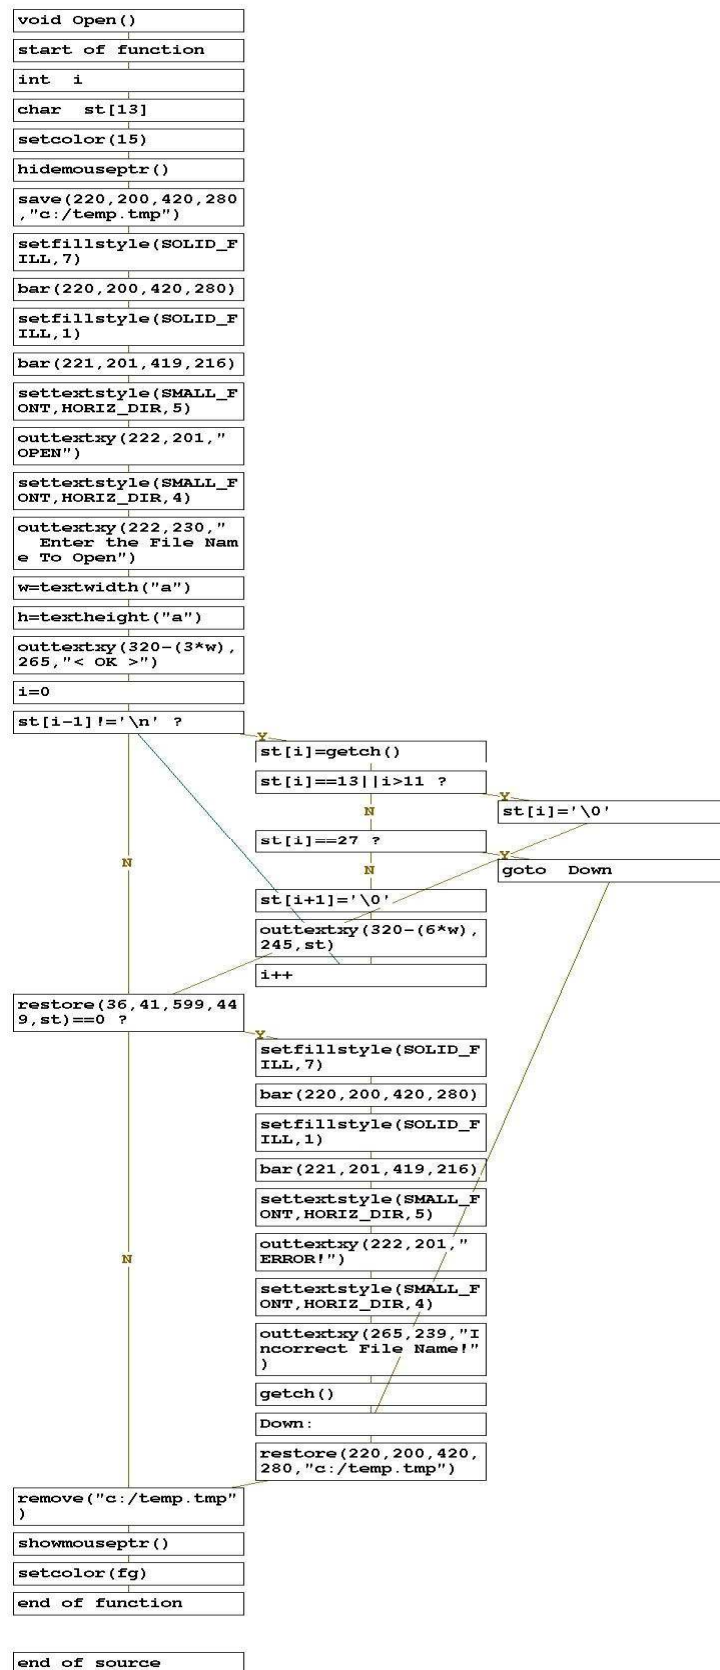 void Open()
start of function
int  i
char  st[13]
setcolor(15)
hidemouseptr()
save(220,200,420,280
,"c:/temp.tmp")
setfillstyle(SOLID_F
ILL,7)
bar(220,200,420,280)
setfillstyle(SOLID_F
ILL,1)
bar(221,201,419,216)
settextstyle(SMALL_F
ONT,HORIZ_DIR,5)
outtextxy(222,201,"
OPEN")
settextstyle(SMALL_F
ONT,HORIZ_DIR,4)
outtextxy(222,230,"
  Enter the File Nam
e To Open")
w=textwidth("a")
h=textheight("a")
outtextxy(320-(3*w),
265,"< OK >")
i=0
st[i-1]!='\n' ?
Y
st[i]=getch()
st[i]==13||i>11 ?
Y
st[i]='\0'
N
st[i]==27 ?
Y
goto  Down
N
N
st[i+1]='\0'
outtextxy(320-(6*w),
245,st)
i++
restore(36,41,599,44
9,st)==0 ?
Y
setfillstyle(SOLID_F
ILL,7)
bar(220,200,420,280)
setfillstyle(SOLID_F
ILL,1)
bar(221,201,419,216)
settextstyle(SMALL_F
ONT,HORIZ_DIR,5)
outtextxy(222,201,"
ERROR!")
N
settextstyle(SMALL_F
ONT,HORIZ_DIR,4)
outtextxy(265,239,"I
ncorrect File Name!"
)
getch()
Down:
restore(220,200,420,
280,"c:/temp.tmp")
remove("c:/temp.tmp"
)
showmouseptr()
setcolor(fg)
end of function
end of source